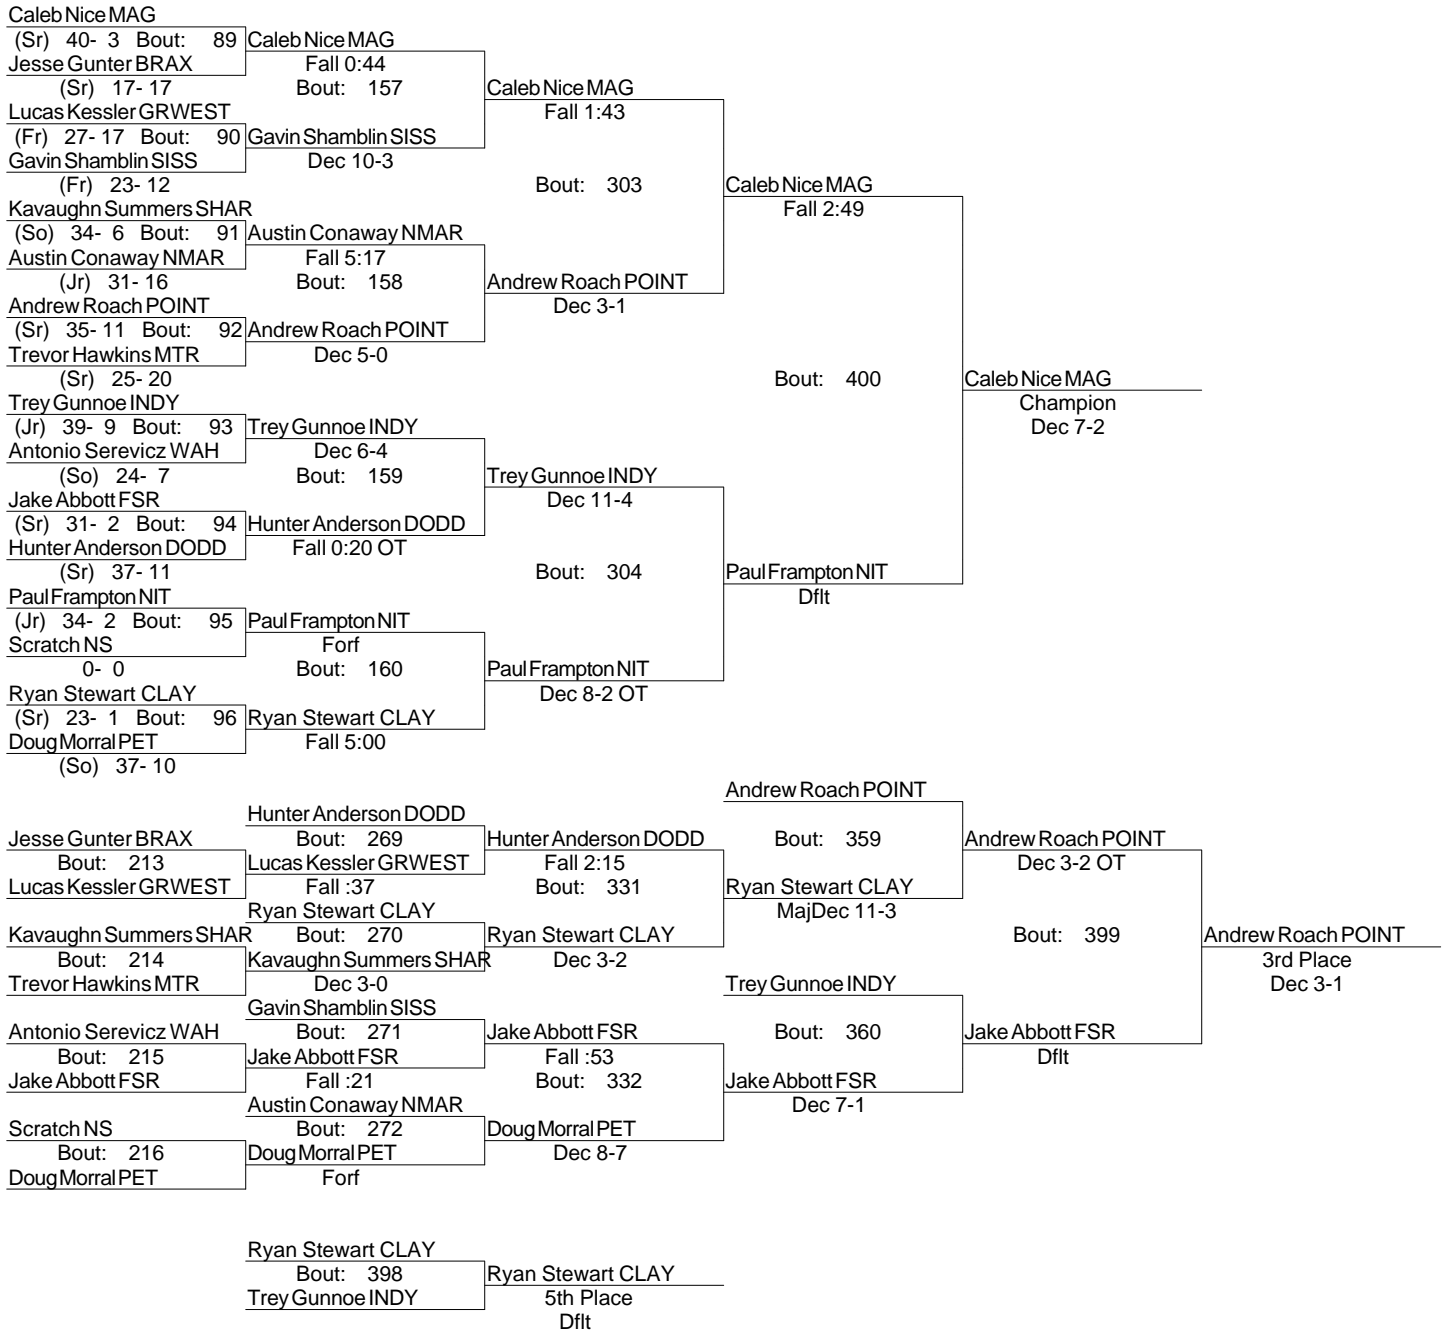 Caleb Nice MAG
(Sr) 40- 3 Bout: 89 Caleb Nice MAG
Jesse Gunter BRAX Fall 0:44
(Sr) 17- 17 Bout: 157 Caleb Nice MAG
Lucas Kessler GRWEST Fall 1:43
(Fr) 27- 17 Bout: 90 Gavin Shamblin SISS
Gavin Shamblin SISS Dec 10-3
(Fr) 23- 12 Bout: 303 Caleb Nice MAG
Kavaughn Summers SHAR Fall 2:49
(So) 34- 6 Bout: 91 Austin Conaway NMAR
Austin Conaway NMAR Fall 5:17
(Jr) 31- 16 Bout: 158 Andrew Roach POINT
Andrew Roach POINT Dec 3-1
(Sr) 35- 11 Bout: 92 Andrew Roach POINT
Trevor Hawkins MTR Dec 5-0
(Sr) 25- 20 Bout: 400 Caleb Nice MAG
Trey Gunnoe INDY Champion
(Jr) 39- 9 Bout: 93 Trey Gunnoe INDY Dec 7-2
Antonio Serevicz WAH Dec 6-4
(So) 24- 7 Bout: 159 Trey Gunnoe INDY
Jake Abbott FSR Dec 11-4
(Sr) 31- 2 Bout: 94 Hunter Anderson DODD
Hunter Anderson DODD Fall 0:20 OT
(Sr) 37- 11 Bout: 304 Paul Frampton NIT
Paul Frampton NIT Dflt
(Jr) 34- 2 Bout: 95 Paul Frampton NIT
Scratch NS Forf
0- 0 Bout: 160 Paul Frampton NIT
Ryan Stewart CLAY Dec 8-2 OT
(Sr) 23- 1 Bout: 96 Ryan Stewart CLAY
Doug Morral PET Fall 5:00
(So) 37- 10
Andrew Roach POINT
Hunter Anderson DODD
Jesse Gunter BRAX Bout: 269 Hunter Anderson DODD Bout: 359 Andrew Roach POINT
Bout: 213 Lucas Kessler GRWEST Fall 2:15 Dec 3-2 OT
Lucas Kessler GRWEST Fall :37 Bout: 331 Ryan Stewart CLAY
Ryan Stewart CLAY MajDec 11-3
Kavaughn Summers SHAR Bout: 270 Ryan Stewart CLAY Bout: 399 Andrew Roach POINT
Bout: 214 Kavaughn Summers SHAR Dec 3-2 3rd Place
Trevor Hawkins MTR Dec 3-0 Trey Gunnoe INDY Dec 3-1
Gavin Shamblin SISS
Antonio Serevicz WAH Bout: 271 Jake Abbott FSR Bout: 360 Jake Abbott FSR
Bout: 215 Jake Abbott FSR Fall :53 Dflt
Jake Abbott FSR Fall :21 Bout: 332 Jake Abbott FSR
Austin Conaway NMAR Dec 7-1
Scratch NS Bout: 272 Doug Morral PET
Bout: 216 Doug Morral PET Dec 8-7
Doug Morral PET Forf
Ryan Stewart CLAY
Bout: 398 Ryan Stewart CLAY
Trey Gunnoe INDY 5th Place
Dflt